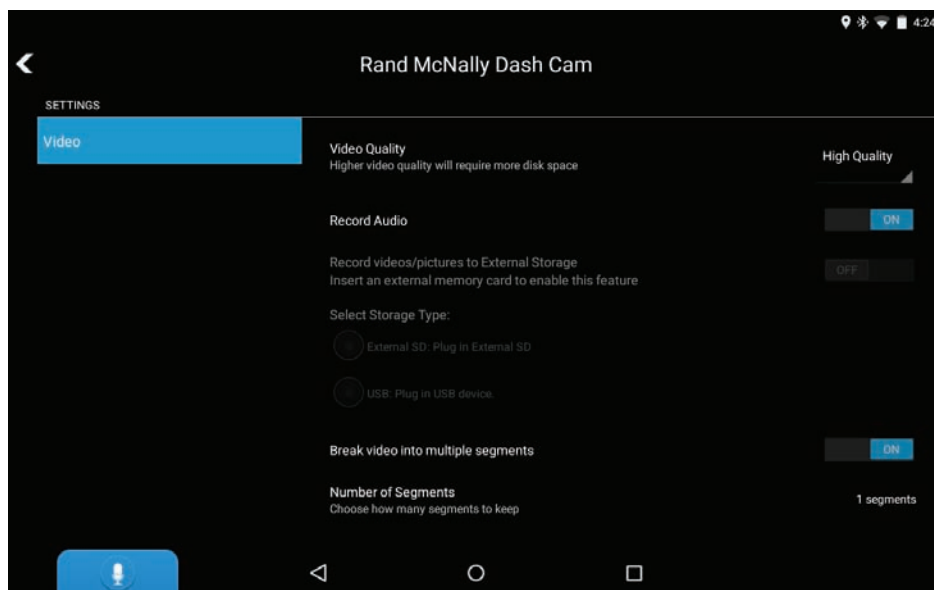 4:24
Rand McNally Dash Cam
SETTINGS
Video
Video Quality
Higher video quality will require more disk space
High Quality
Record Audio
ON
Record videos/pictures to External Storage
Insert an external memory card to enable this feature
OFF
Select Storage Type:
External SD: Plug in External SD
USB: Plug in USB device.
Break video into multiple segments
ON
Number of Segments
Choose how many segments to keep
1 segments